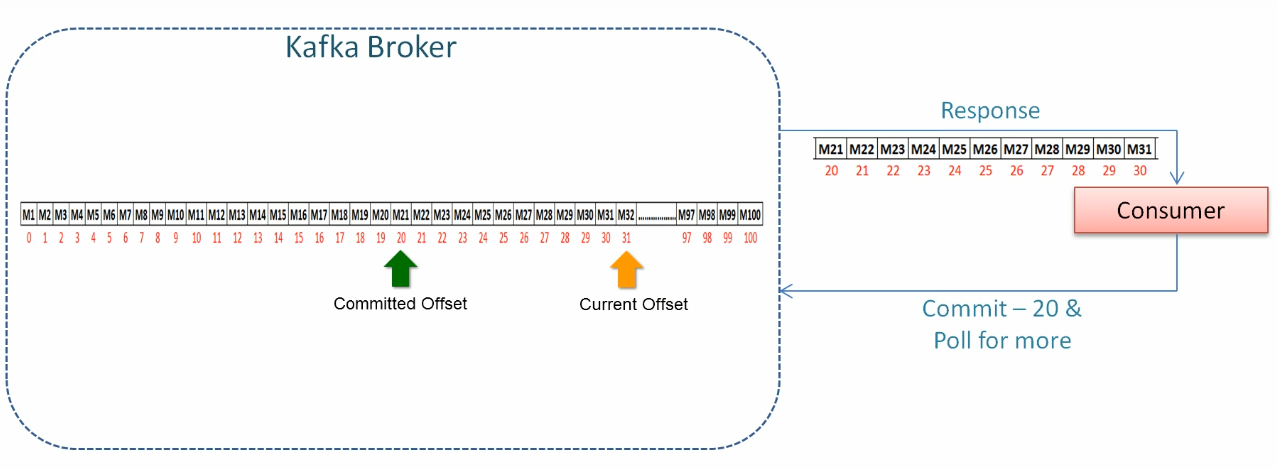 Kafka Broker
Response
M21 M22 M23 M24 M25 M26 M27 M28 M29 M30 M31
20 21 22 23 24 25 26 27 28 29 30
Consumer
M1 M2 M3 M4 M5 M6 M7 M8 M9 M10 M11 M12 M13 M14 M15 M16 M17 M18 M19 M20 M21 M22 M23 M24 M25 M26 M27 M28 M29 M30 M31 M32 ................. M97 M98 M99 M100
0 1 2 3 4 5 6 7 8 9 10 11 12 13 14 15 16 17 18 19 20 21 22 23 24 25 26 27 28 29 30 31 97 98 99 100
Committed Offset
Current Offset
Commit – 20 &
Poll for more